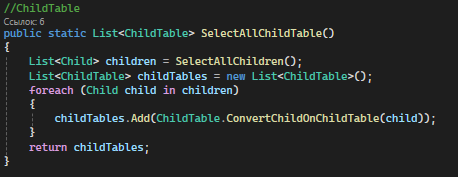 //ChildTable
Ссылок: 6
public static List<ChildTable> SelectAllChildTable()
{
List<Child> children = SelectAllChildren();
List<ChildTable> childTables = new List<ChildTable>();
foreach (Child child in children)
{
childTables.Add(ChildTable.ConvertChildOnChildTable(child));
}
return childTables;
}